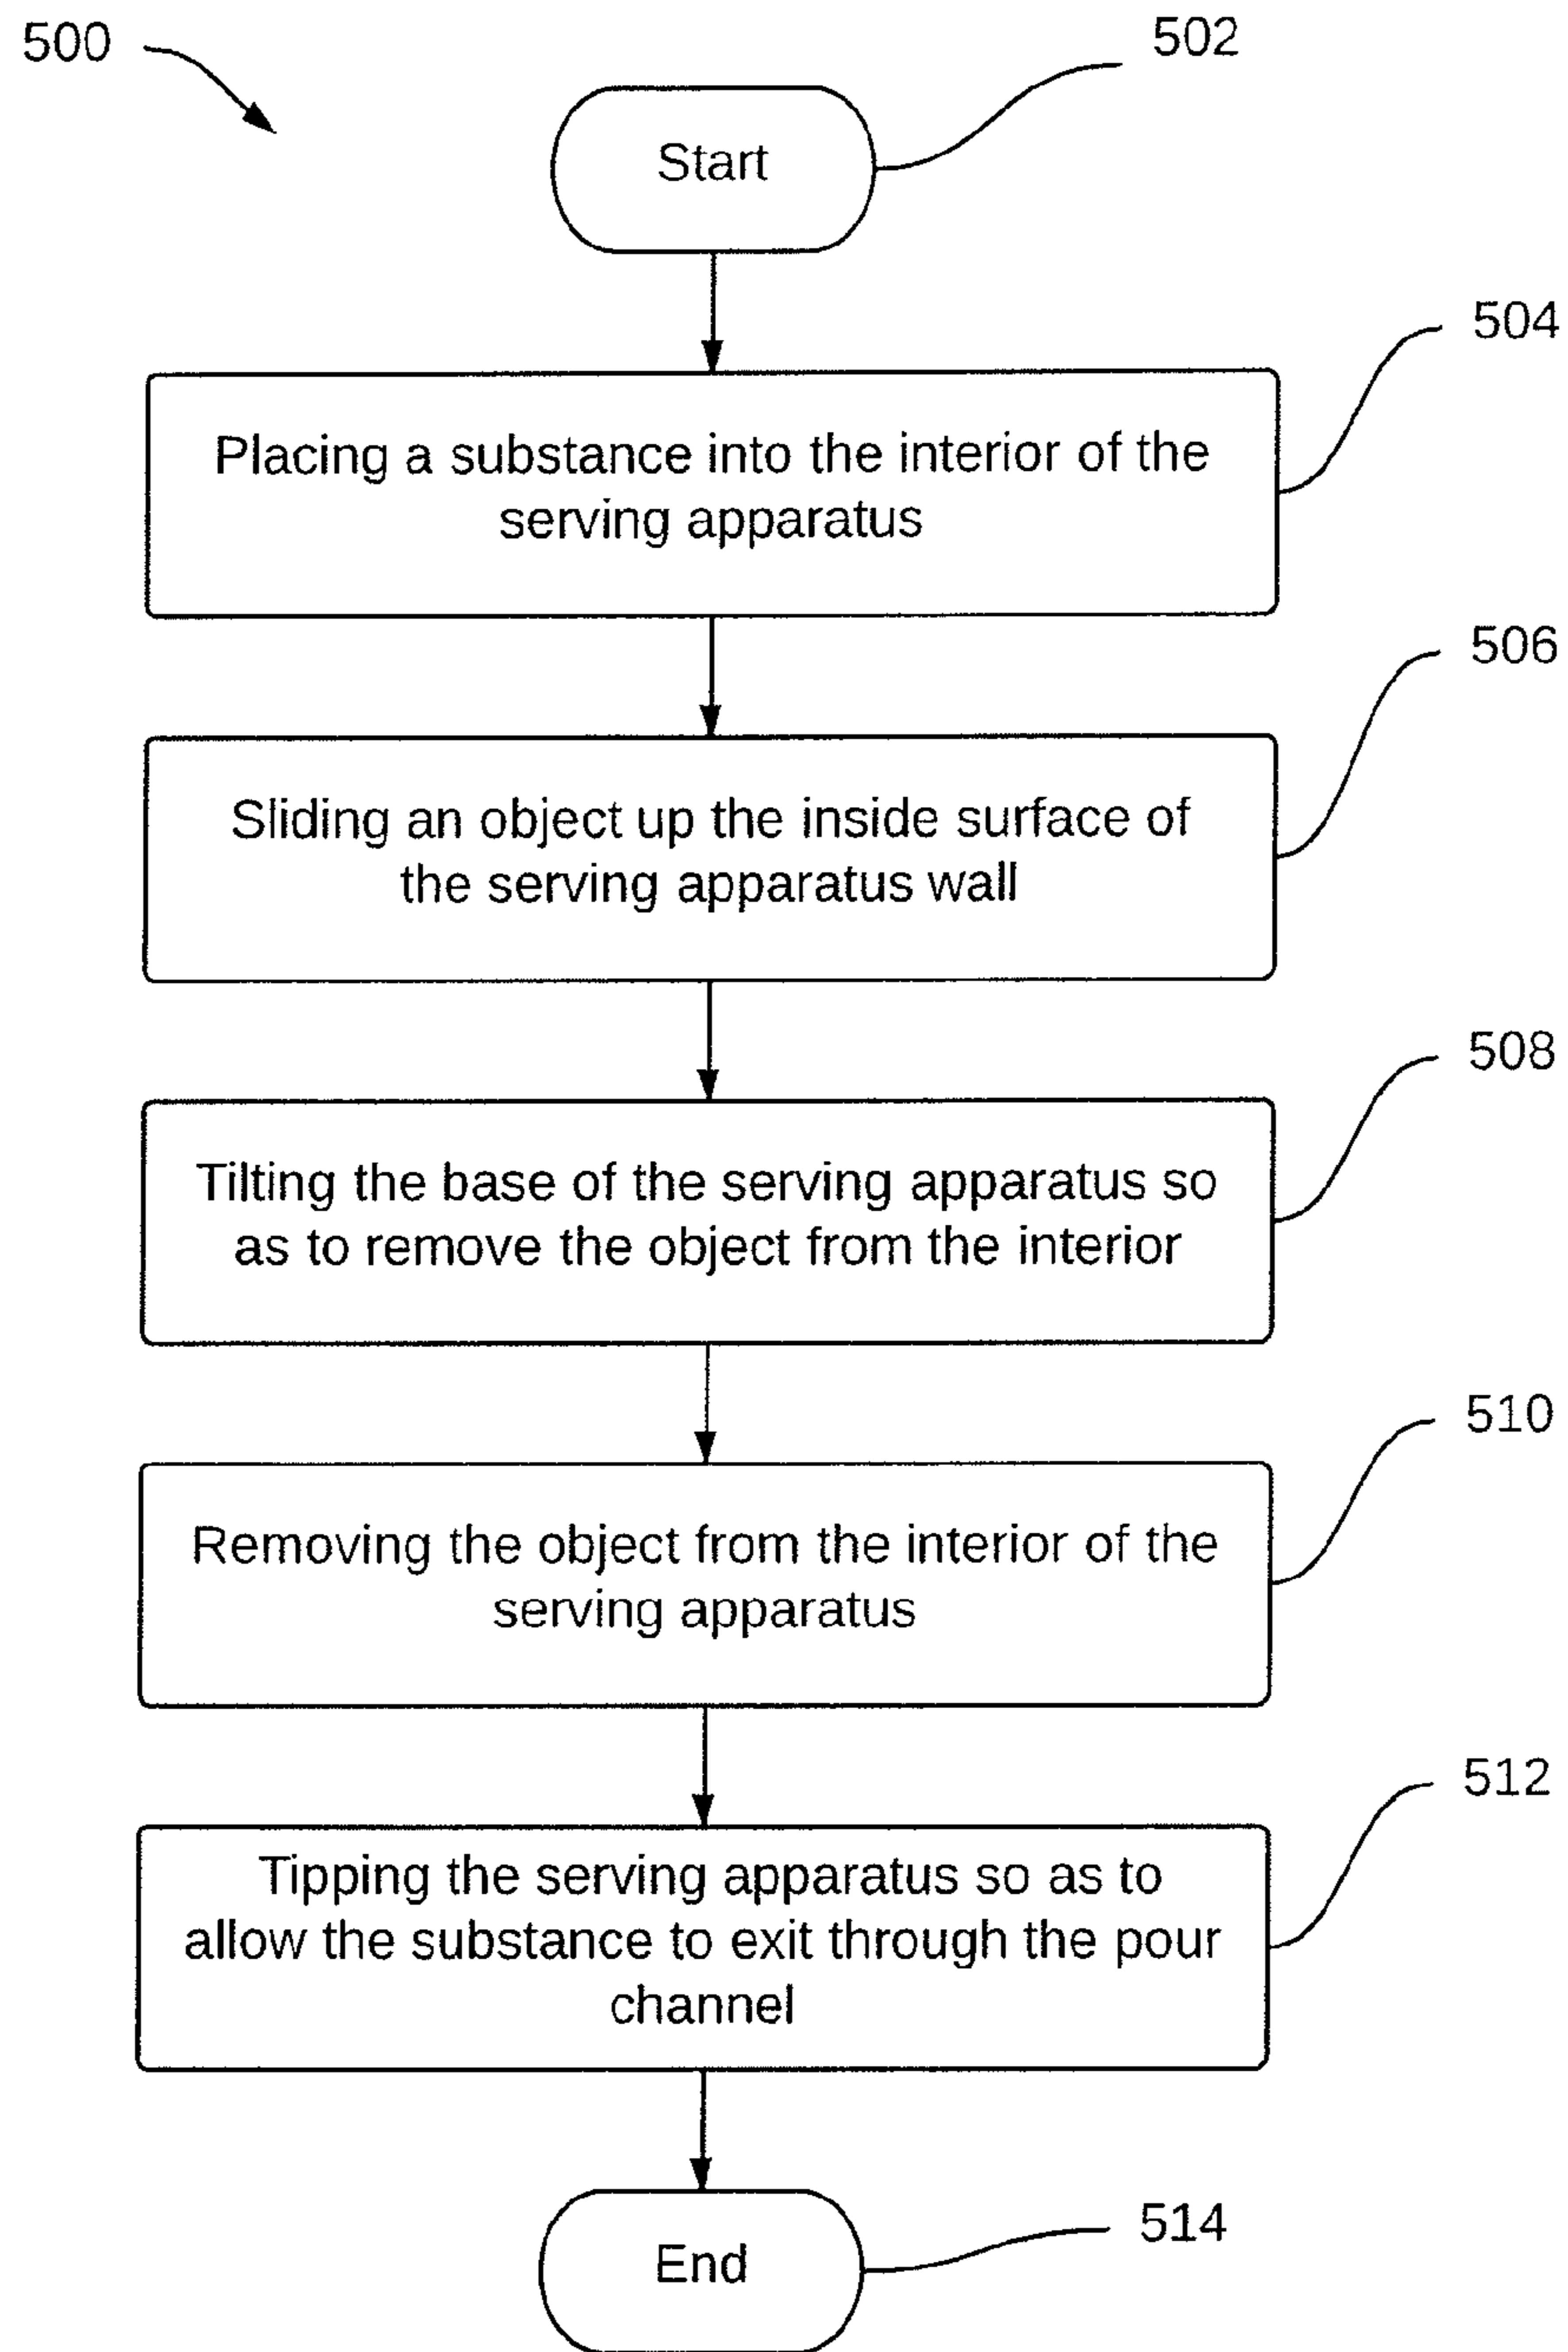 500
502
Start
504
Placing a substance into the interior of the
serving apparatus
506
Sliding an object up the inside surface of
the serving apparatus wall
508
Tilting the base of the serving apparatus so
as to remove the object from the interior
510
Removing the object from the interior of the
serving apparatus
512
Tipping the serving apparatus so as to
allow the substance to exit through the pour
channel
514
End